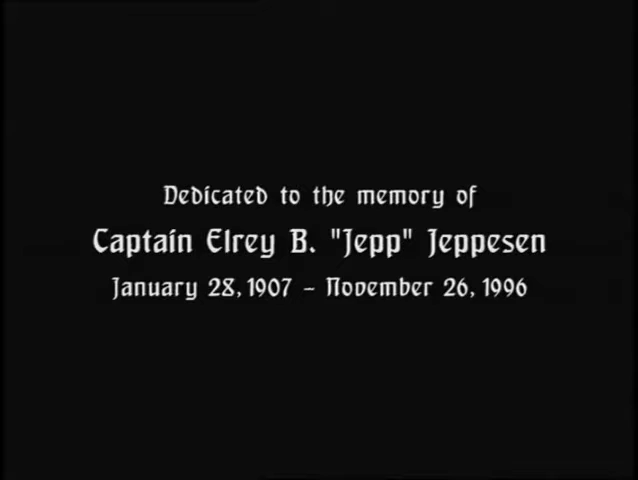 Dedicated to the memory of
Captain Elrey B. "Jepp" Jeppesen
January 28, 1907 – November 26, 1996